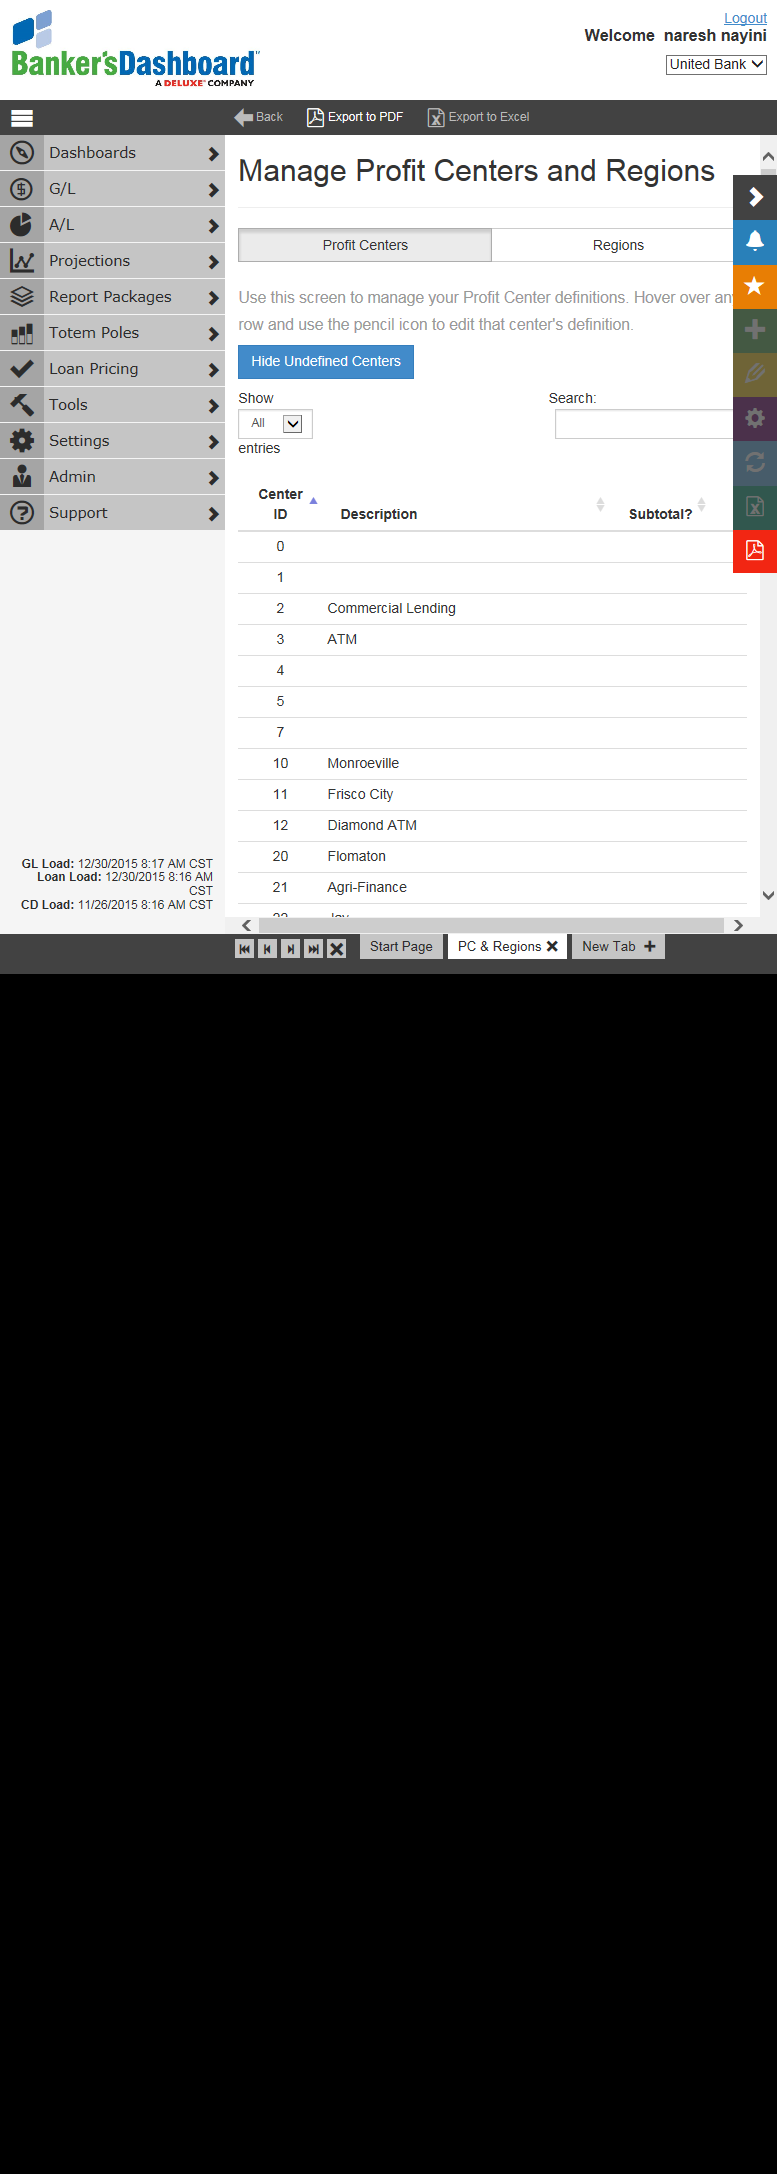 Logout
Welcome naresh nayini
United Bank
Banker'sDashboard
A DELUXE COMPANY
Back Export to PDF Export to Excel
Dashboards
G/L
A/L
Projections
Report Packages
Totem Poles
Loan Pricing
Tools
Settings
Admin
Support
GL Load: 12/30/2015 8:17 AM CST
Loan Load: 12/30/2015 8:16 AM
CST
CD Load: 11/26/2015 8:16 AM CST
Manage Profit Centers and Regions
Profit Centers Regions
Use this screen to manage your Profit Center definitions. Hover over an
row and use the pencil icon to edit that center's definition.
Hide Undefined Centers
Show Search:
All
entries
Center
ID Description Subtotal?
0
1
2 Commercial Lending
3 ATM
4
5
7
10 Monroeville
11 Frisco City
12 Diamond ATM
20 Flomaton
21 Agri-Finance
22 Jay
Start Page PC & Regions New Tab